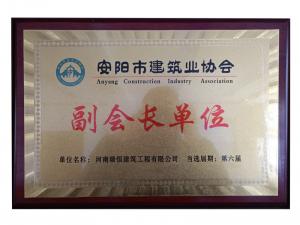 安阳市建筑业协会
Anyang Construction Industry Association
副会长单位
单位名称：河南 恒建筑工程有限公司 当选届期：第六届